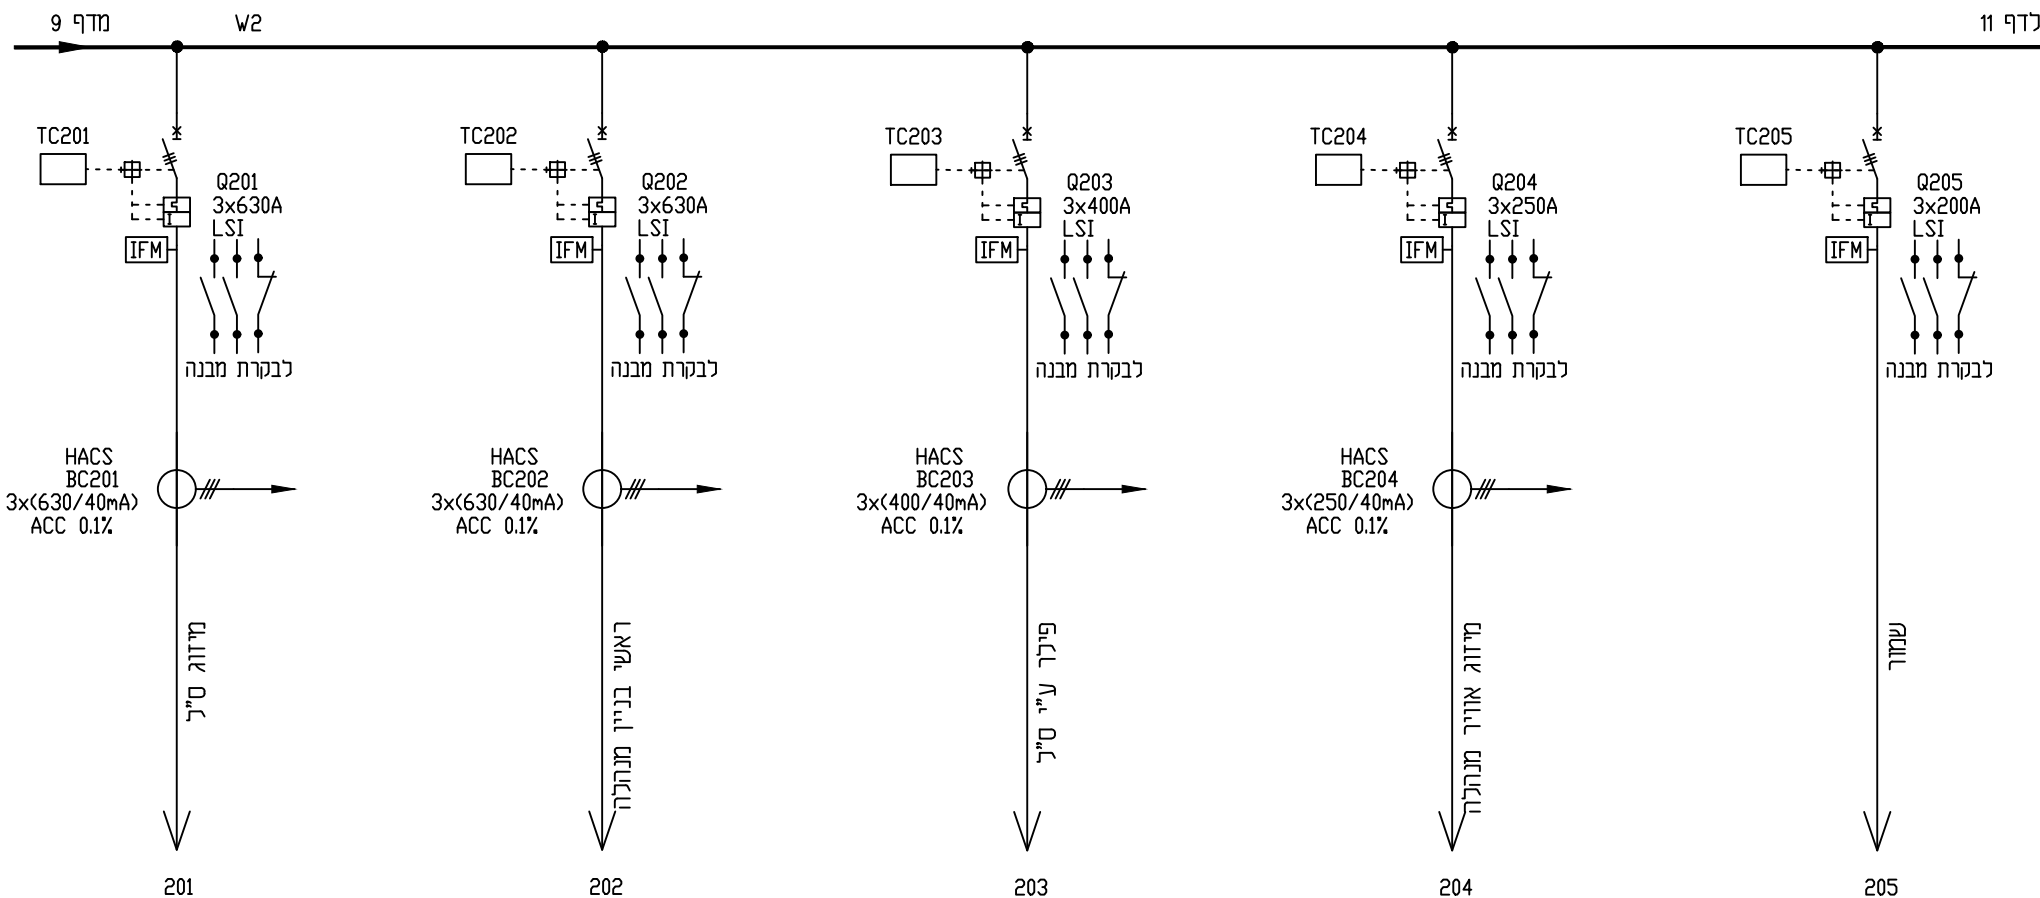 מדף 9
W2
לדף 11
TC201
Q201
3x630A
LSI
IFM
לבקרת מבנה
HACS
BC201
3x(630/40mA)
ACC 0.1%
מיזוג ס"ל
201
TC202
Q202
3x630A
LSI
IFM
לבקרת מבנה
HACS
BC202
3x(630/40mA)
ACC 0.1%
ראשי בניין מנהלה
202
TC203
Q203
3x400A
LSI
IFM
לבקרת מבנה
HACS
BC203
3x(400/40mA)
ACC 0.1%
פילר ע"י ס"ל
203
TC204
Q204
3x250A
LSI
IFM
לבקרת מבנה
HACS
BC204
3x(250/40mA)
ACC 0.1%
מיזוג אוויר מנהלה
204
TC205
Q205
3x200A
LSI
IFM
לבקרת מבנה
שמור
205